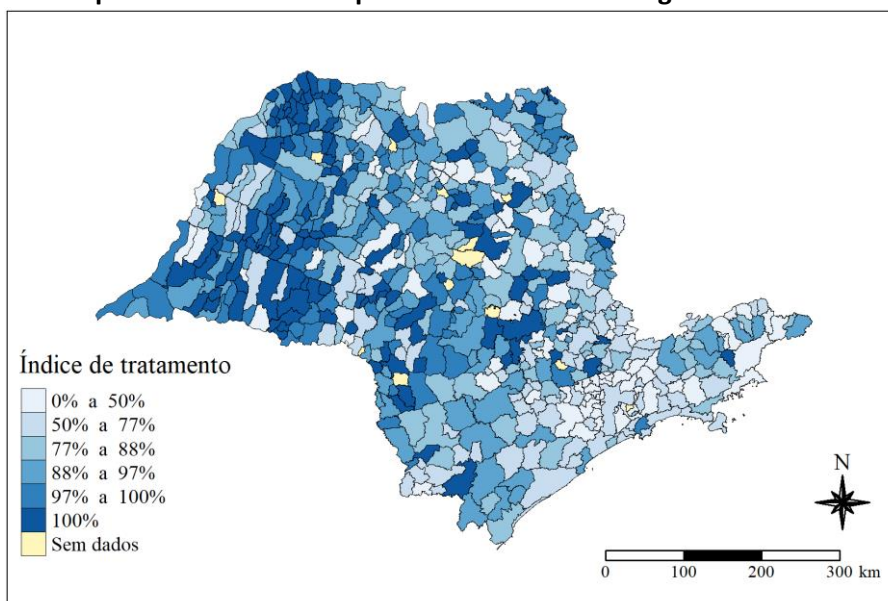 Índice de tratamento
0% a 50%
50% a 77%
77% a 88%
88% a 97%
97% a 100%
100%
Sem dados
N
0 100 200 300 km